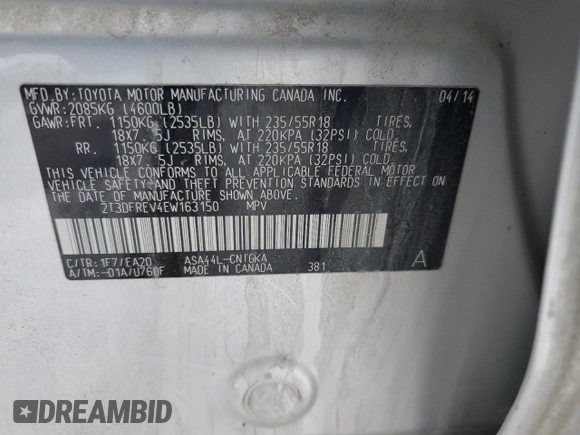 MFD. BY: TOYOTA MOTOR MANUFACTURING CANADA INC. 04/14
GVWR: 2085KG (4600LB)
GAWR: FRT. 1150KG (2535LB) WITH 235/55R18 TIRES,
18X7. 5J RIMS, AT 220KPA (32PSI) COLD.
RR. 1150KG (2535LB) WITH 235/55R18 TIRES,
18X7. 5J RIMS, AT 220KPA (32PSI) COLD.
THIS VEHICLE CONFORMS TO ALL APPLICABLE FEDERAL MOTOR
VEHICLE SAFETY AND BUMPER STANDARDS IN EFFECT ON
THE DATE OF MANUFACTURE SHOWN ABOVE.
2T3DFREV4EW163150 MPV
C/TR: 1F7/EA20 ASA44L-CNTGKA A
A/TM: -01A/U760F MADE IN CANADA 381
DREAMBID